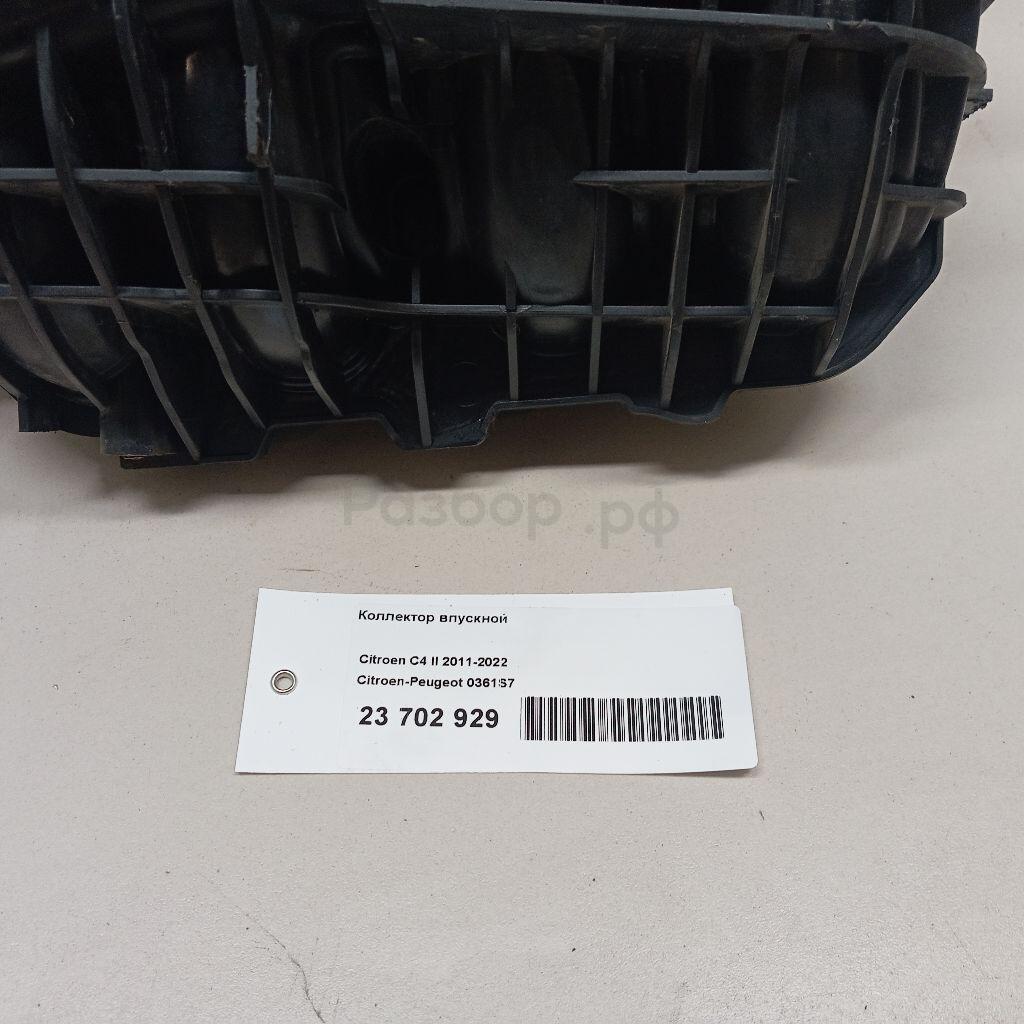 Разбор.рф
Коллектор впускной
Citroen C4 II 2011-2022
Citroen-Peugeot 0361S7
23 702 929